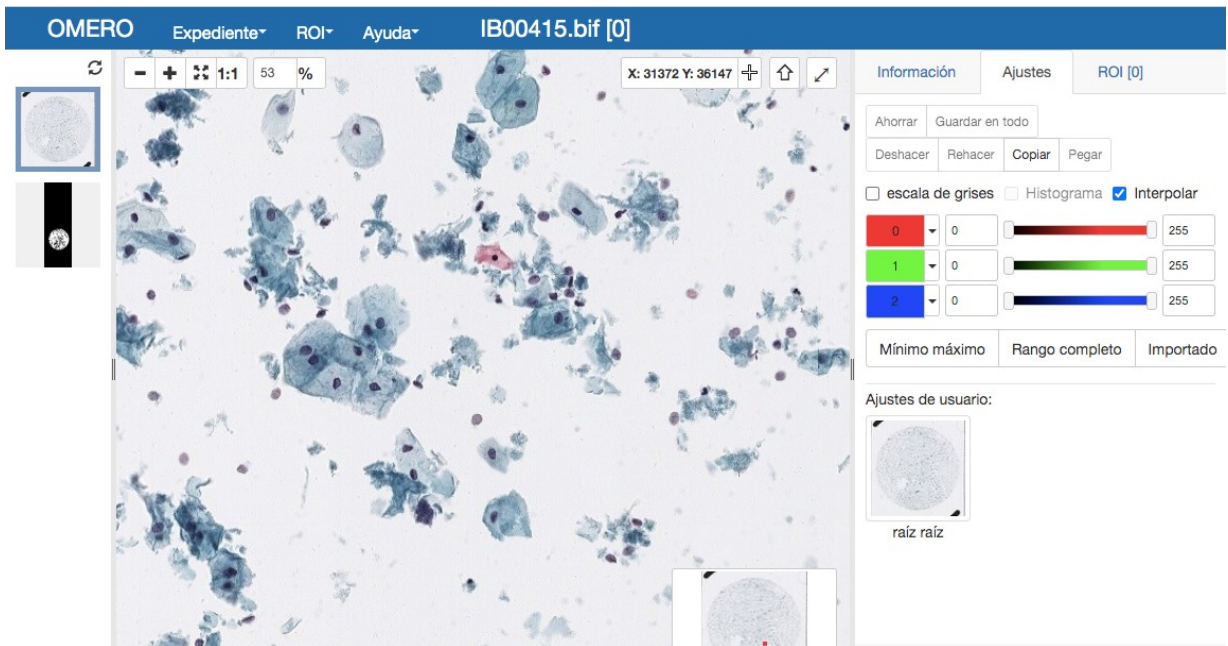 OMERO Expediente ROI Ayuda IB00415.bif [0]
1:1 53 %
X: 31372 Y: 36147
Información Ajustes ROI [0]
Ahorrar Guardar en todo
Deshacer Rehacer Copiar Pegar
escala de grises Histograma Interpolar
0 0 255
1 0 255
2 0 255
Mínimo máximo Rango completo Importado
Ajustes de usuario:
raíz raíz